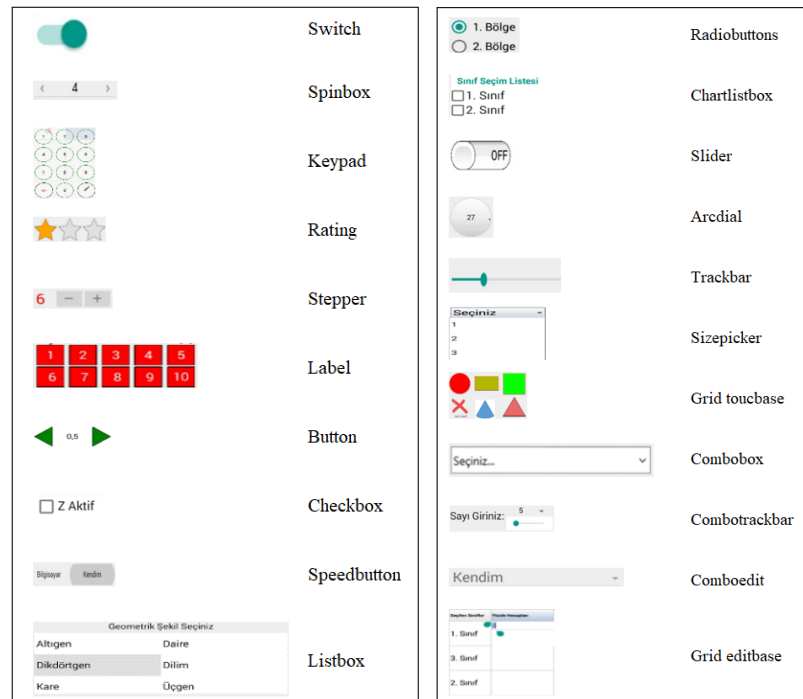 Switch
4
Spinbox
Keypad
Rating
6 − +
Stepper
1 2 3 4 5
6 7 8 9 10
Label
0,5
Button
Z Aktif
Checkbox
Bilgisayar Kendim
Speedbutton
Geometrik Şekil Seçiniz
Altıgen Daire
Dikdörtgen Dilim
Kare Üçgen
Listbox
1. Bölge
2. Bölge
Radiobuttons
Sınıf Seçim Listesi
1. Sınıf
2. Sınıf
Chartlistbox
OFF
Slider
27
Arcdial
Trackbar
Seçiniz
1
2
3
Sizepicker
Grid toucbase
Seçiniz...
Combobox
Sayı Giriniz: 5
Combotrackbar
Kendim
Comboedit
Seçilen Sınıflar Yüzde Hesapları
1. Sınıf
3. Sınıf
2. Sınıf
Grid editbase